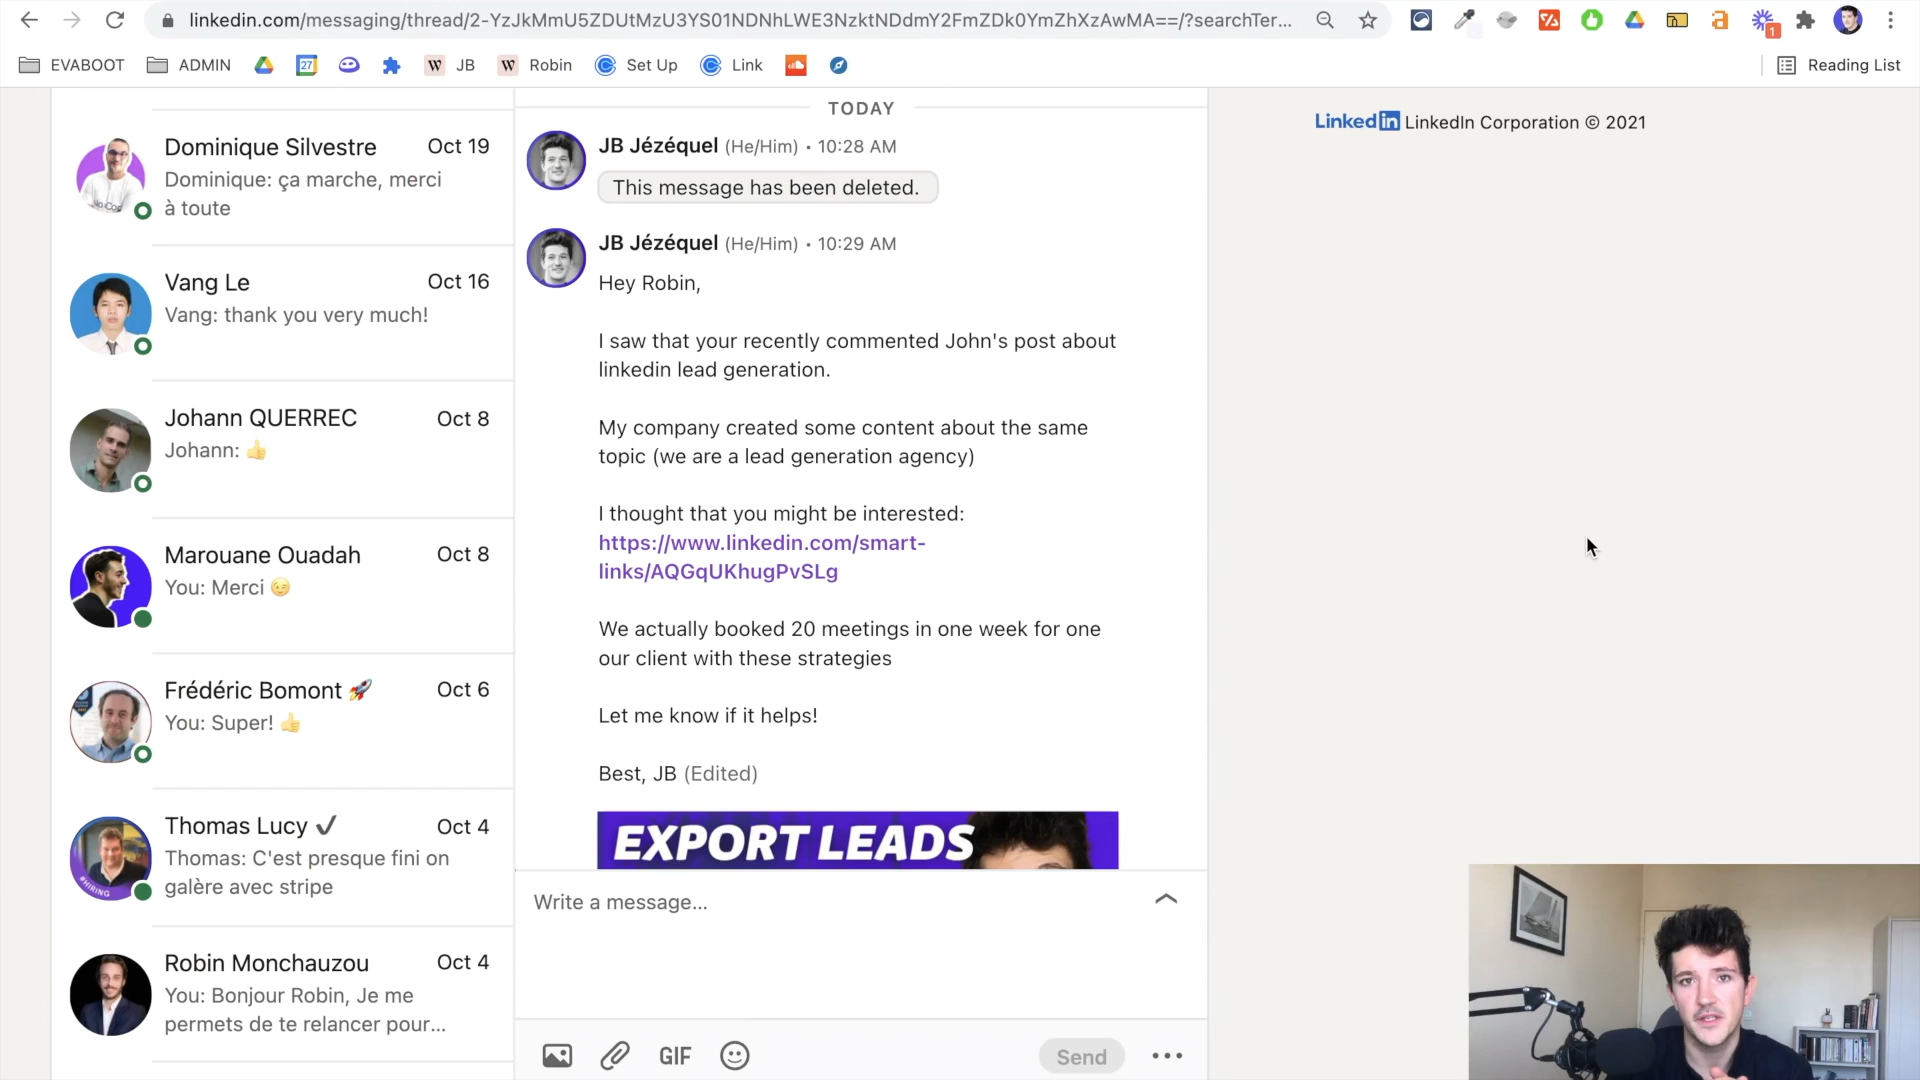 linkedin.com/messaging/thread/2-YzJkMmU5ZDUtMzU3YS01NDNhLWE3NzktNDdmY2FmZDk0YmZhXzAwMA==/?searchTer...
1
EVABOOT
ADMIN
27
W JB
W Robin
Set Up
Link
Reading List
Dominique Silvestre Oct 19
Dominique: ça marche, merci
à toute
Vang Le Oct 16
Vang: thank you very much!
Johann QUERREC Oct 8
Johann: 👍
Marouane Ouadah Oct 8
You: Merci 😉
Frédéric Bomont 🚀 Oct 6
You: Super! 👍
Thomas Lucy ✔ Oct 4
Thomas: C'est presque fini on
galère avec stripe
#HIRING
Robin Monchauzou Oct 4
You: Bonjour Robin, Je me
permets de te relancer pour...
TODAY
JB Jézéquel (He/Him) • 10:28 AM
This message has been deleted.
JB Jézéquel (He/Him) • 10:29 AM
Hey Robin,
I saw that your recently commented John's post about
linkedin lead generation.
My company created some content about the same
topic (we are a lead generation agency)
I thought that you might be interested:
https://www.linkedin.com/smart-
links/AQGqUKhugPvSLg
We actually booked 20 meetings in one week for one
our client with these strategies
Let me know if it helps!
Best, JB (Edited)
EXPORT LEADS
Write a message...
GIF
Send
LinkedIn LinkedIn Corporation © 2021